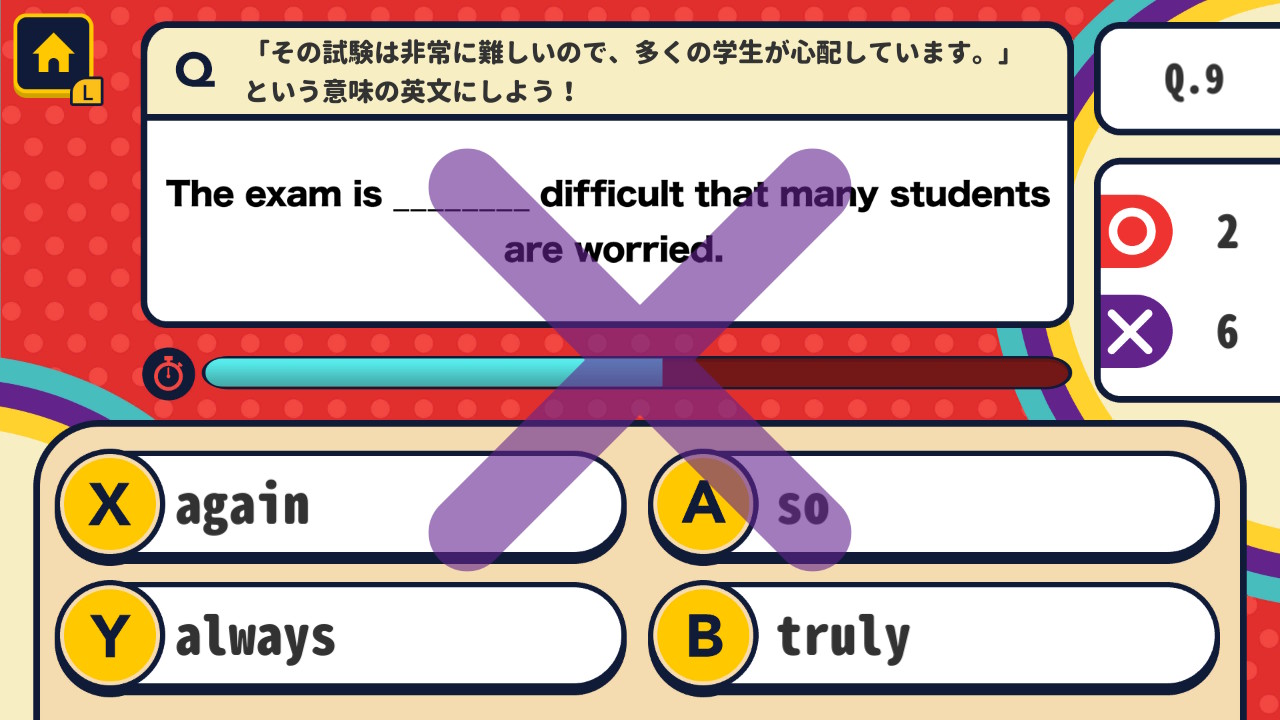 L
Q
「その試験は非常に難しいので、多くの学生が心配しています。」
という意味の英文にしよう！
Q.9
The exam is ________ difficult that many students
are worried.
2
6
X again
A so
Y always
B truly